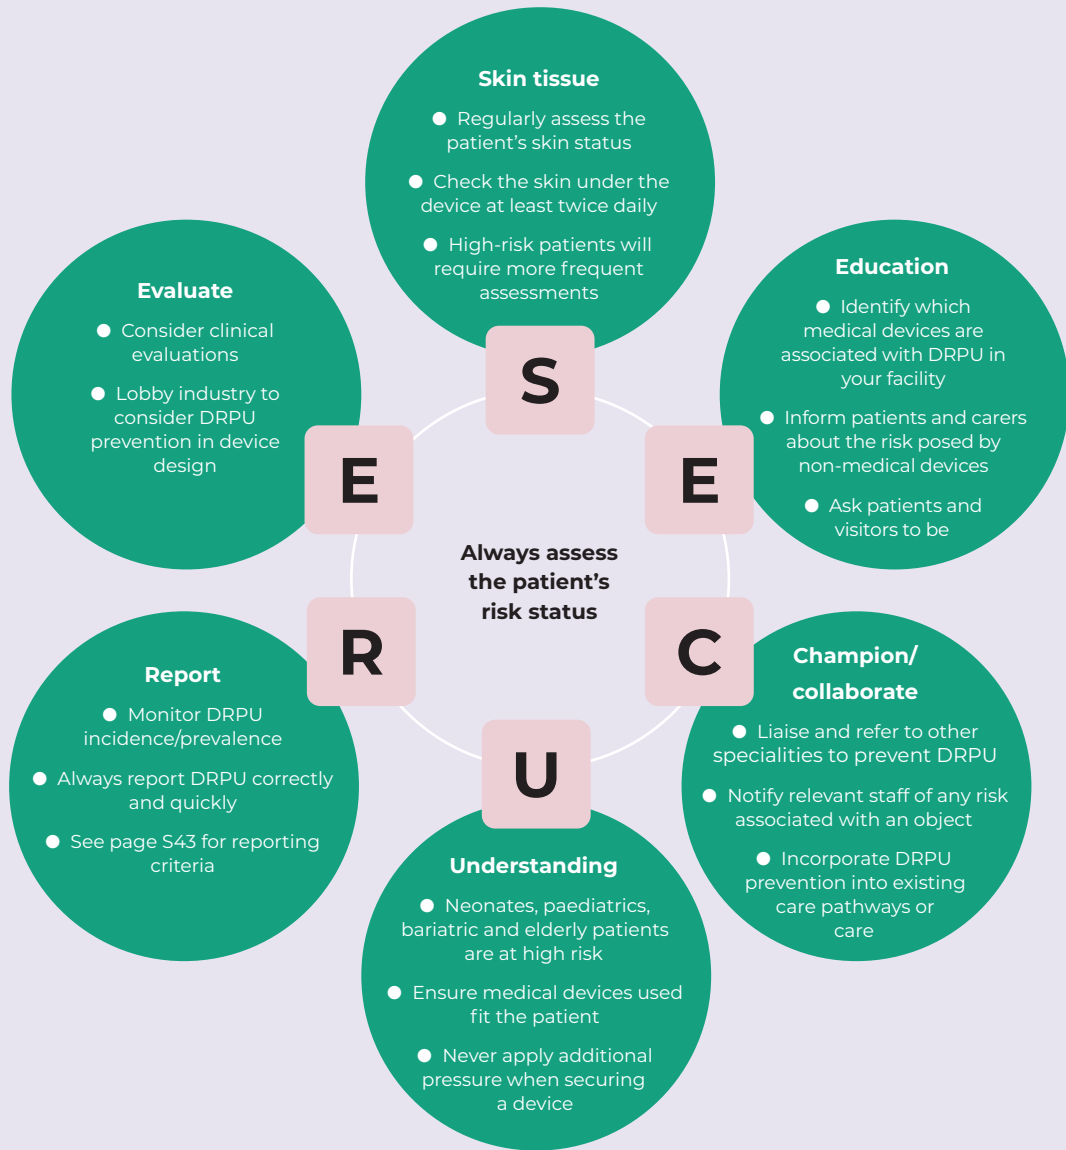 Skin tissue
● Regularly assess the
patient’s skin status
● Check the skin under the
device at least twice daily
● High-risk patients will
require more frequent
assessments
S
Education
● Identify which
medical devices are
associated with DRPU in
your facility
● Inform patients and carers
about the risk posed by
non-medical devices
● Ask patients and
visitors to be
E
Champion/
collaborate
● Liaise and refer to other
specialities to prevent DRPU
● Notify relevant staff of any risk
associated with an object
● Incorporate DRPU
prevention into existing
care pathways or
care
C
Understanding
● Neonates, paediatrics,
bariatric and elderly patients
are at high risk
● Ensure medical devices used
fit the patient
● Never apply additional
pressure when securing
a device
U
Report
● Monitor DRPU
incidence/prevalence
● Always report DRPU correctly
and quickly
● See page S43 for reporting
criteria
R
Evaluate
● Consider clinical
evaluations
● Lobby industry to
consider DRPU
prevention in device
design
E
Always assess
the patient’s
risk status